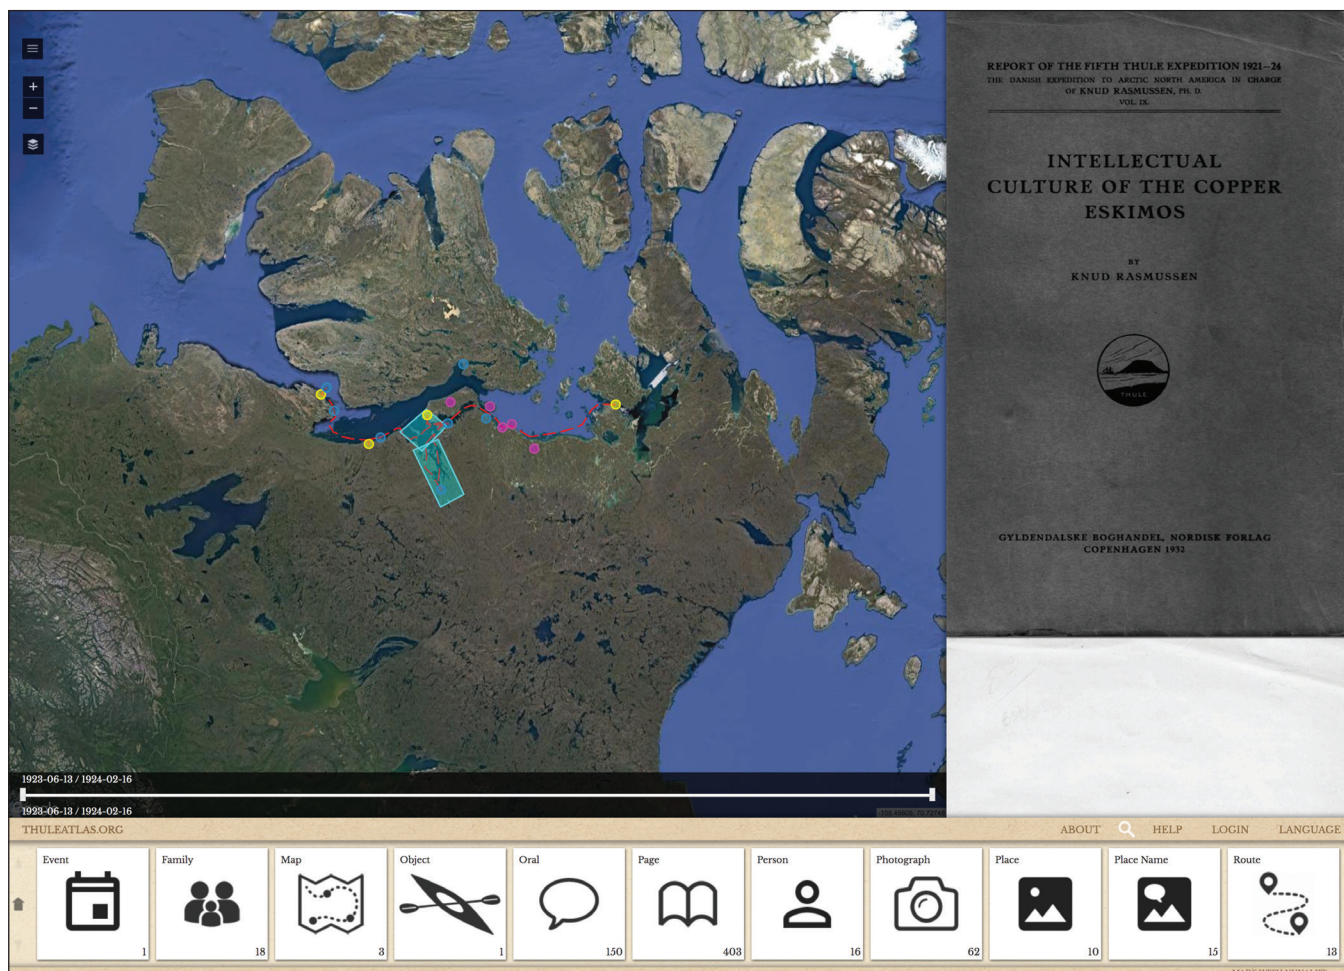 REPORT OF THE FIFTH THULE EXPEDITION 1921–24
THE DANISH EXPEDITION TO ARCTIC NORTH AMERICA IN CHARGE
OF KNUD RASMUSSEN, PH. D.
VOL. IX.
INTELLECTUAL
CULTURE OF THE COPPER
ESKIMOS
BY
KNUD RASMUSSEN
THULE
GYLDENDALSKE BOGHANDEL, NORDISK FORLAG
COPENHAGEN 1932
1923-06-13 / 1924-02-16
1923-06-13 / 1924-02-16
THULEATLAS.ORG
ABOUT HELP LOGIN LANGUAGE
Event Family Map Object Oral Page Person Photograph Place Place Name Route
1 18 3 1 150 403 16 62 10 15 13